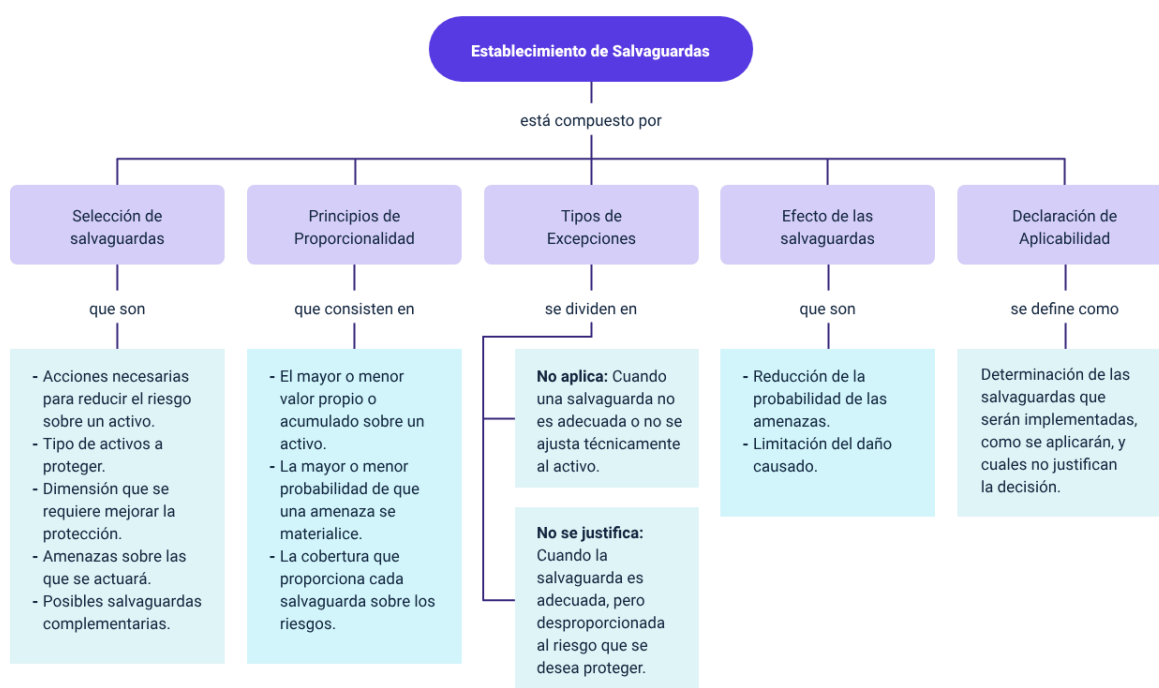 Establecimiento de Salvaguardas
está compuesto por
Selección de
salvaguardas
que son
- Acciones necesarias
para reducir el riesgo
sobre un activo.
- Tipo de activos a
proteger.
- Dimensión que se
requiere mejorar la
protección.
- Amenazas sobre las
que se actuará.
- Posibles salvaguardas
complementarias.
Principios de
Proporcionalidad
que consisten en
- El mayor o menor
valor propio o
acumulado sobre un
activo.
- La mayor o menor
probabilidad de que
una amenaza se
materialice.
- La cobertura que
proporciona cada
salvaguarda sobre los
riesgos.
Tipos de
Excepciones
se dividen en
No aplica: Cuando
una salvaguarda no
es adecuada o no se
ajusta técnicamente
al activo.
No se justifica:
Cuando la
salvaguarda es
adecuada, pero
desproporcionada
al riesgo que se
desea proteger.
Efecto de las
salvaguardas
que son
- Reducción de la
probabilidad de las
amenazas.
- Limitación del daño
causado.
Declaración de
Aplicabilidad
se define como
Determinación de las
salvaguardas que
serán implementadas,
como se aplicarán, y
cuales no justifican
la decisión.